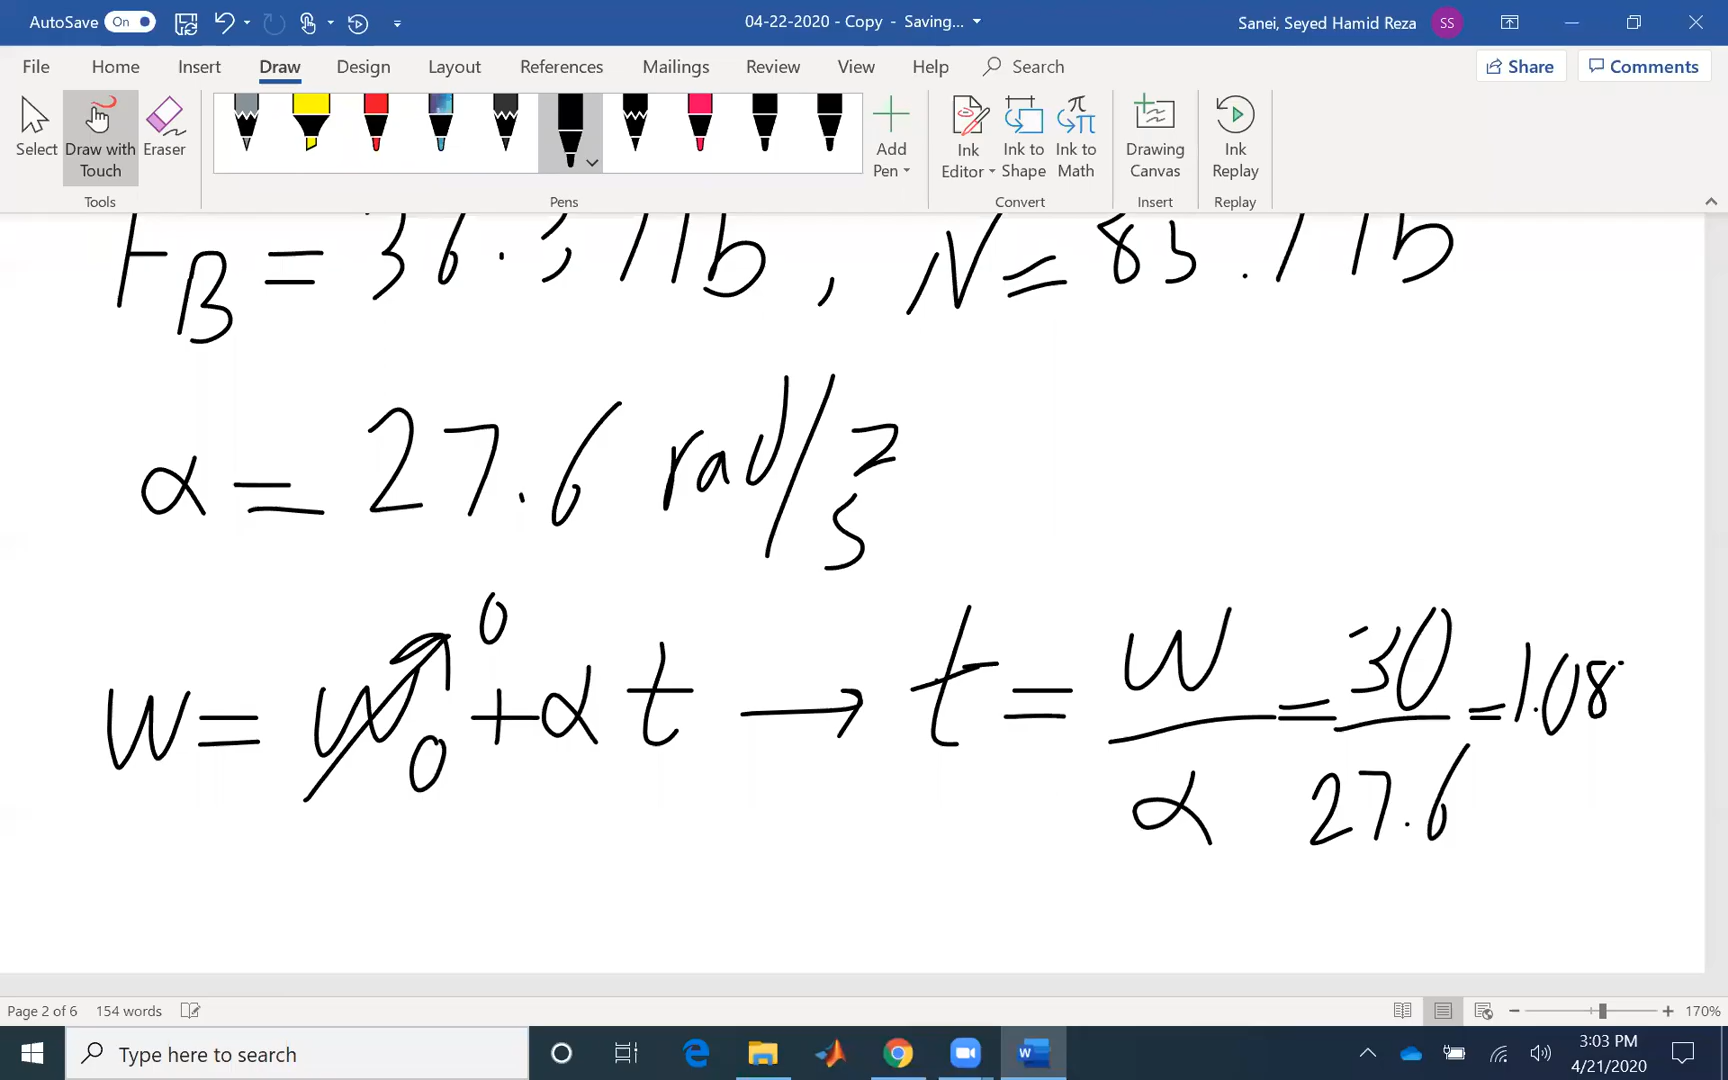 AutoSave On 04-22-2020 - Copy - Saving... Sanei, Seyed Hamid Reza SS
File Home Insert Draw Design Layout References Mailings Review View Help Search Share Comments
Select Draw with Touch Eraser Add Pen Ink Editor Ink to Shape Ink to Math Drawing Canvas Ink Replay
Tools Pens Convert Insert Replay
F_B = 36.3 lb, N = 83.1 lb
α = 27.6 rad/s²
w = w₀ ↗ 0 + αt → t = w/α = 30/27.6 = 1.08
Page 2 of 6 154 words 170%
Type here to search 3:03 PM
4/21/2020